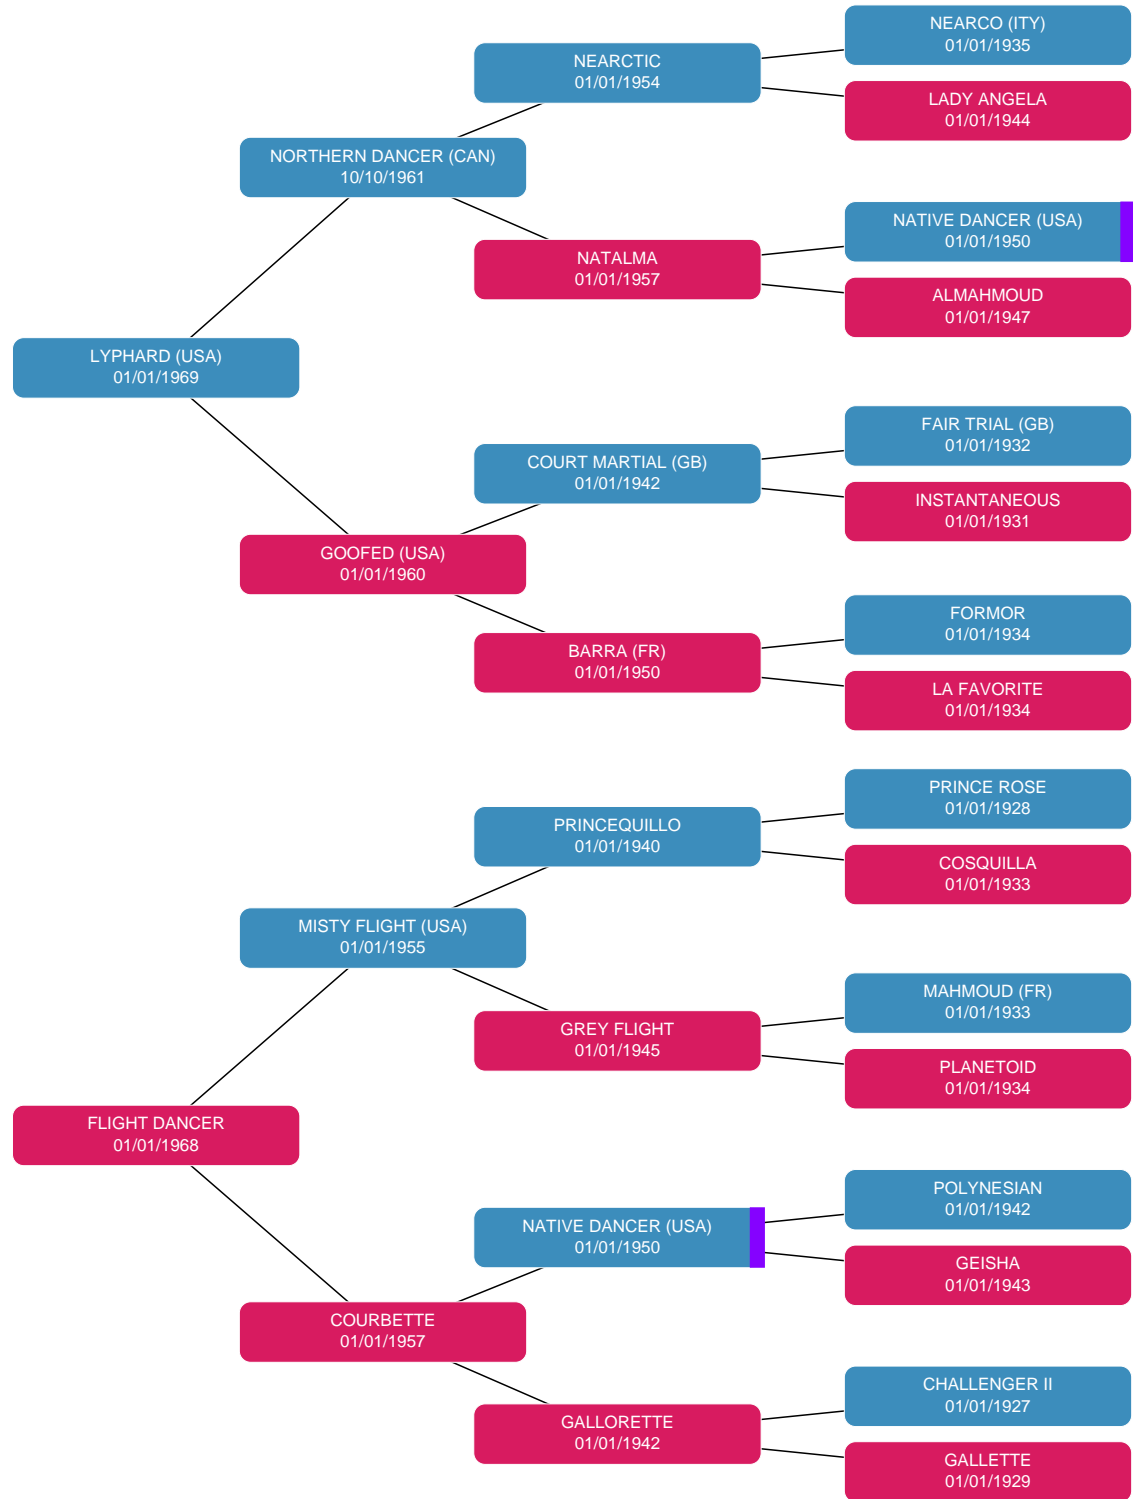 NEARCO (ITY)
01/01/1935
NEARCTIC
01/01/1954
LADY ANGELA
01/01/1944
NORTHERN DANCER (CAN)
10/10/1961
NATIVE DANCER (USA)
01/01/1950
NATALMA
01/01/1957
ALMAHMOUD
01/01/1947
LYPHARD (USA)
01/01/1969
FAIR TRIAL (GB)
01/01/1932
COURT MARTIAL (GB)
01/01/1942
INSTANTANEOUS
01/01/1931
GOOFED (USA)
01/01/1960
FORMOR
01/01/1934
BARRA (FR)
01/01/1950
LA FAVORITE
01/01/1934
PRINCE ROSE
01/01/1928
PRINCEQUILLO
01/01/1940
COSQUILLA
01/01/1933
MISTY FLIGHT (USA)
01/01/1955
MAHMOUD (FR)
01/01/1933
GREY FLIGHT
01/01/1945
PLANETOID
01/01/1934
FLIGHT DANCER
01/01/1968
POLYNESIAN
01/01/1942
NATIVE DANCER (USA)
01/01/1950
GEISHA
01/01/1943
COURBETTE
01/01/1957
CHALLENGER II
01/01/1927
GALLORETTE
01/01/1942
GALLETTE
01/01/1929